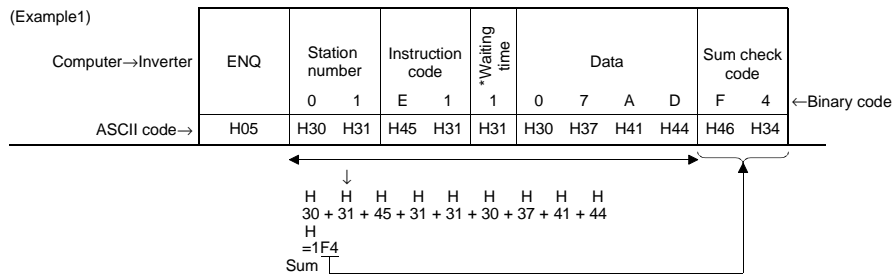 (Example1)
Computer→Inverter ENQ Station number Instruction code *Waiting time Data Sum check code
0 1 E 1 1 0 7 A D F 4 ←Binary code
ASCII code→ H05 H30 H31 H45 H31 H31 H30 H37 H41 H44 H46 H34
↓
H H H H H H H H H
30 + 31 + 45 + 31 + 31 + 30 + 37 + 41 + 44
H
=1F4
Sum